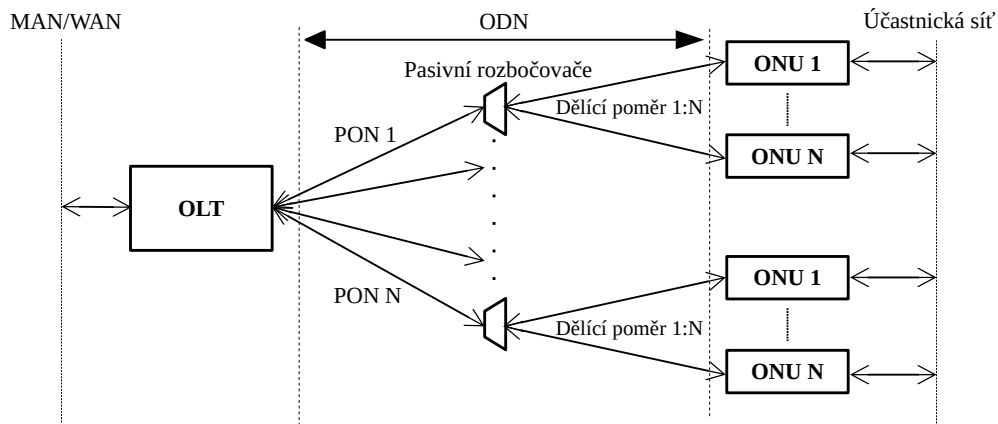 MAN/WAN
ODN
Účastnická síť
Pasivní rozbočovače
ONU 1
Dělící poměr 1:N
PON 1
ONU N
OLT
PON N
ONU 1
Dělící poměr 1:N
ONU N